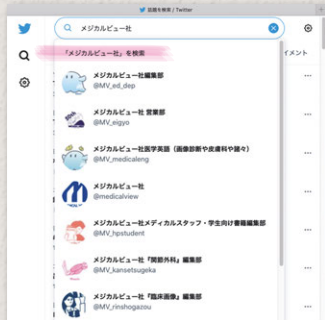 話題を検索 / Twitter
メジカルビュー社
「メジカルビュー社」を検索
イメント
メジカルビュー社編集部
@MV_ed_dep
メジカルビュー社 営業部
@MV_eigyo
メジカルビュー社医学英語（画像診断や皮膚科や諸々）
@MV_medicaleng
メジカルビュー社
@medicalview
メジカルビュー社メディカルスタッフ・学生向け書籍編集部
@MV_hpstudent
メジカルビュー社『関節外科』編集部
@MV_kansetsugeka
メジカルビュー社『臨床画像』編集部
@MV_rinshogazou